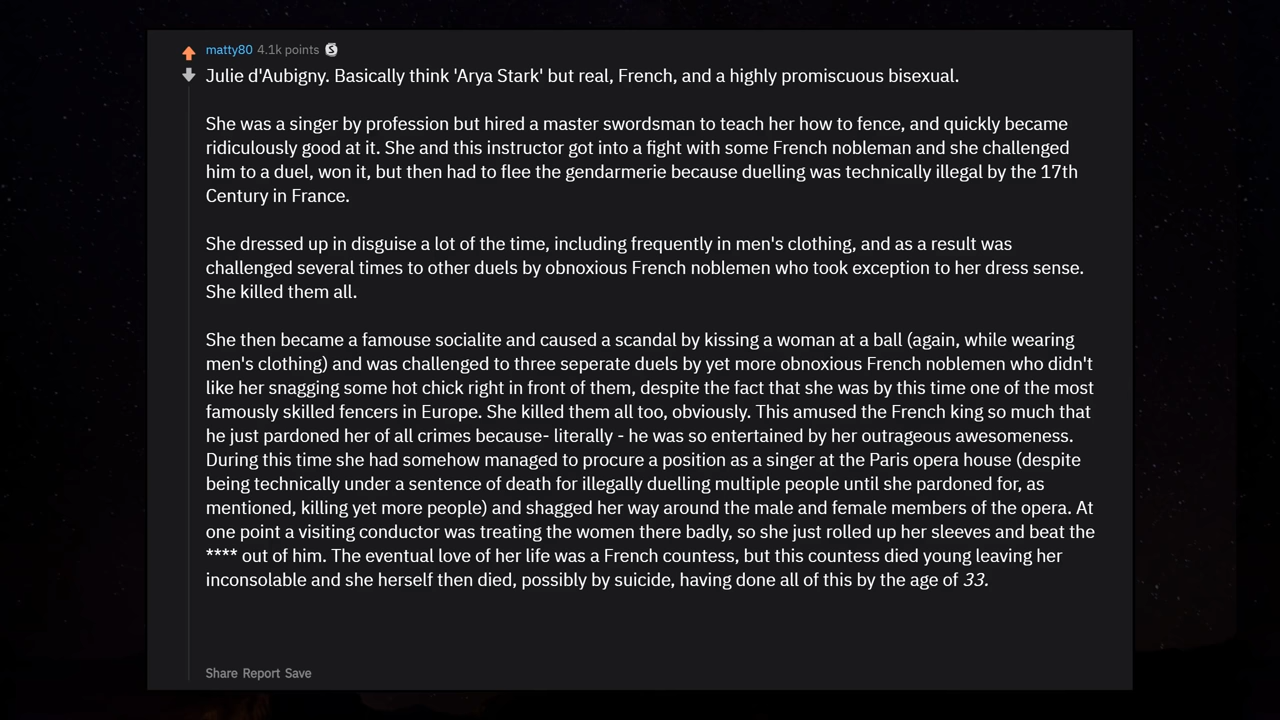 matty80 4.1k points S
Julie d'Aubigny. Basically think 'Arya Stark' but real, French, and a highly promiscuous bisexual.
She was a singer by profession but hired a master swordsman to teach her how to fence, and quickly became
ridiculously good at it. She and this instructor got into a fight with some French nobleman and she challenged
him to a duel, won it, but then had to flee the gendarmerie because duelling was technically illegal by the 17th
Century in France.
She dressed up in disguise a lot of the time, including frequently in men's clothing, and as a result was
challenged several times to other duels by obnoxious French noblemen who took exception to her dress sense.
She killed them all.
She then became a famouse socialite and caused a scandal by kissing a woman at a ball (again, while wearing
men's clothing) and was challenged to three seperate duels by yet more obnoxious French noblemen who didn't
like her snagging some hot chick right in front of them, despite the fact that she was by this time one of the most
famously skilled fencers in Europe. She killed them all too, obviously. This amused the French king so much that
he just pardoned her of all crimes because- literally - he was so entertained by her outrageous awesomeness.
During this time she had somehow managed to procure a position as a singer at the Paris opera house (despite
being technically under a sentence of death for illegally duelling multiple people until she pardoned for, as
mentioned, killing yet more people) and shagged her way around the male and female members of the opera. At
one point a visiting conductor was treating the women there badly, so she just rolled up her sleeves and beat the
**** out of him. The eventual love of her life was a French countess, but this countess died young leaving her
inconsolable and she herself then died, possibly by suicide, having done all of this by the age of 33.
Share Report Save